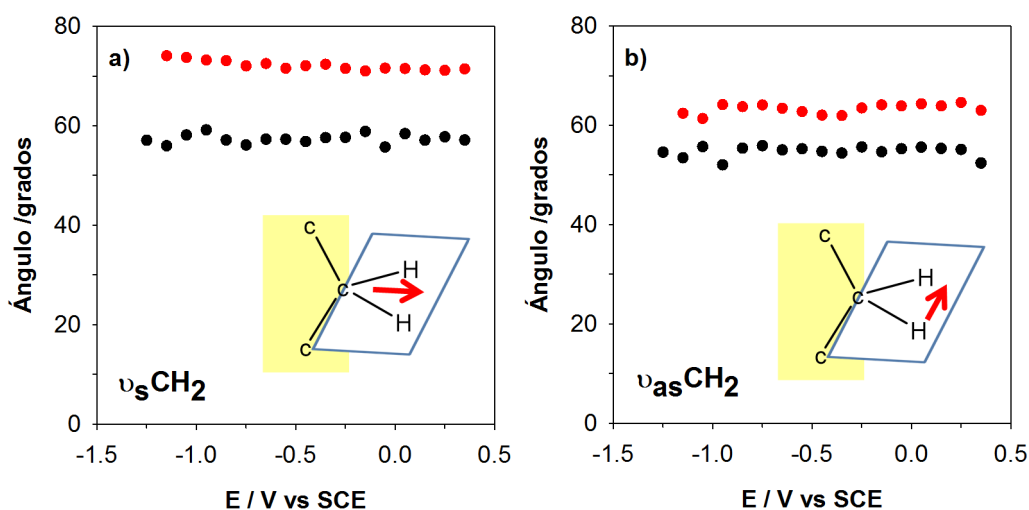 80
60
40
20
0
Ángulo /grados
a)
C
H
C
H
C
υsCH2
-1.5
-1.0
-0.5
0.0
0.5
E / V vs SCE
80
60
40
20
0
Ángulo /grados
b)
C
H
C
H
C
υasCH2
-1.5
-1.0
-0.5
0.0
0.5
E / V vs SCE